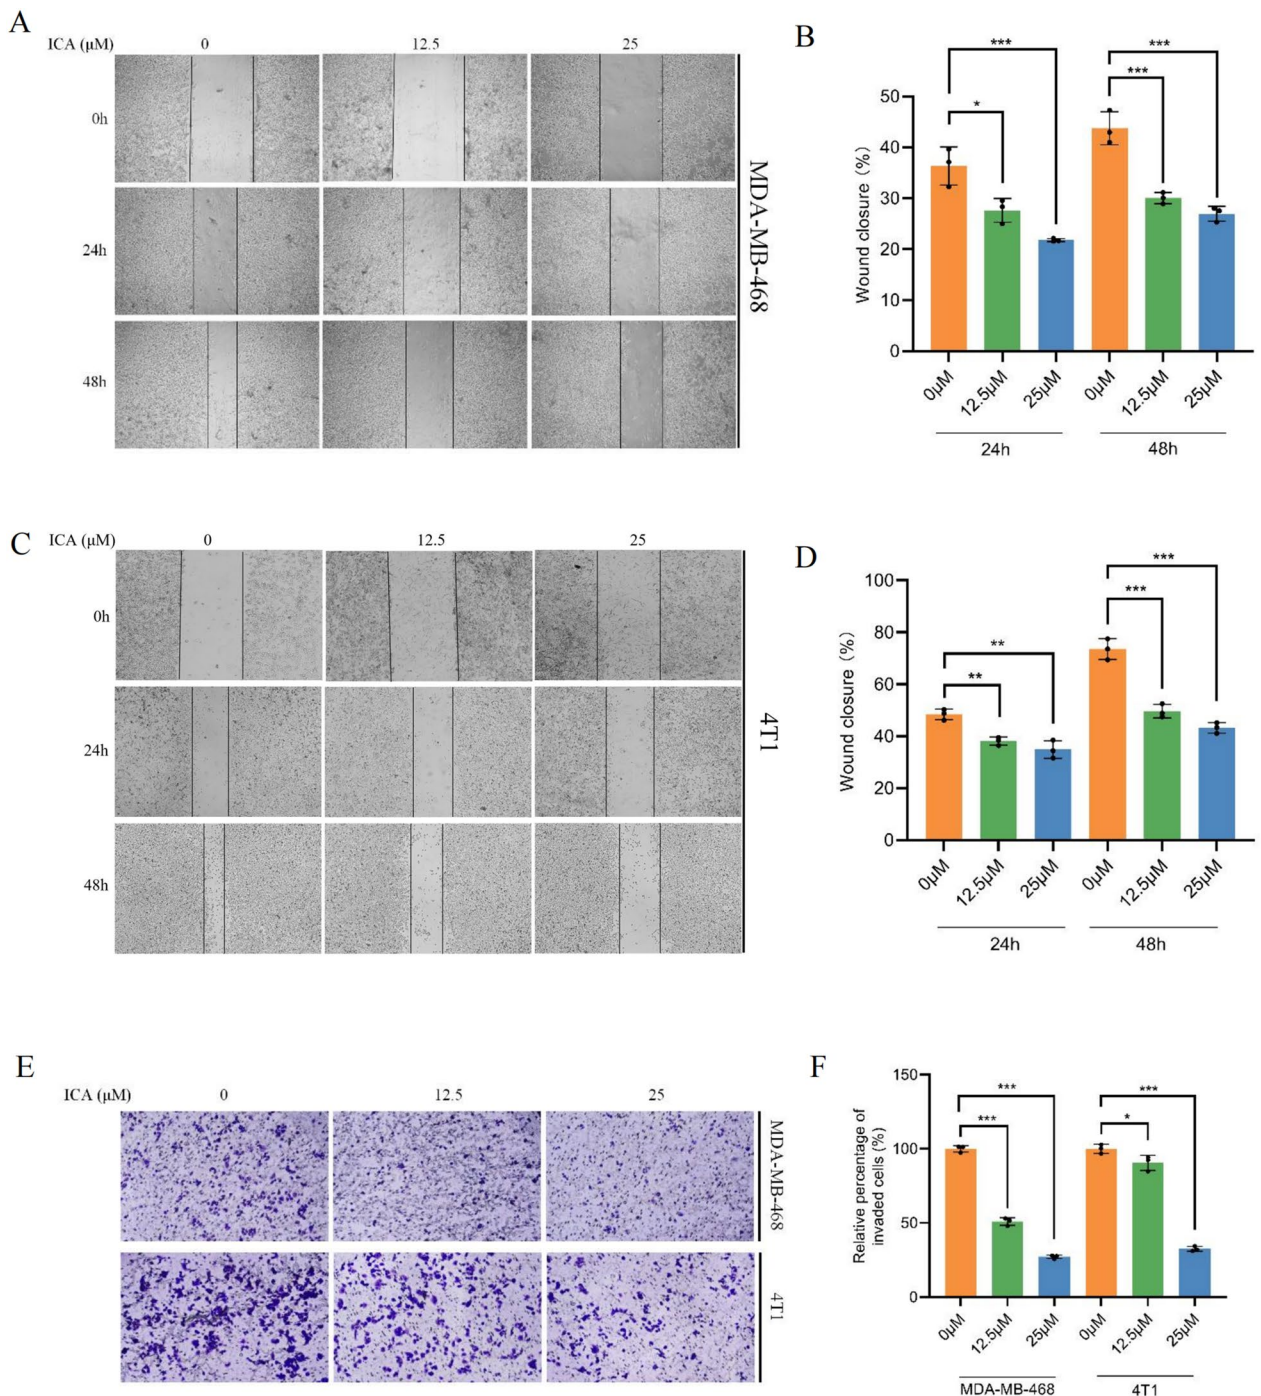 A
ICA (μM)
0
12.5
25
0h
24h
48h
MDA-MB-468
B
***
*
***
***
Wound closure (%)
50
40
30
20
10
0
0μM
12.5μM
25μM
0μM
12.5μM
25μM
24h
48h
C
ICA (μM)
0
12.5
25
0h
24h
48h
4T1
D
**
**
***
***
Wound closure (%)
100
80
60
40
20
0
0μM
12.5μM
25μM
0μM
12.5μM
25μM
24h
48h
E
ICA (μM)
0
12.5
25
MDA-MB-468
4T1
F
***
***
***
*
Relative percentage of
invaded cells (%)
150
100
50
0
0μM
12.5μM
25μM
0μM
12.5μM
25μM
MDA-MB-468
4T1